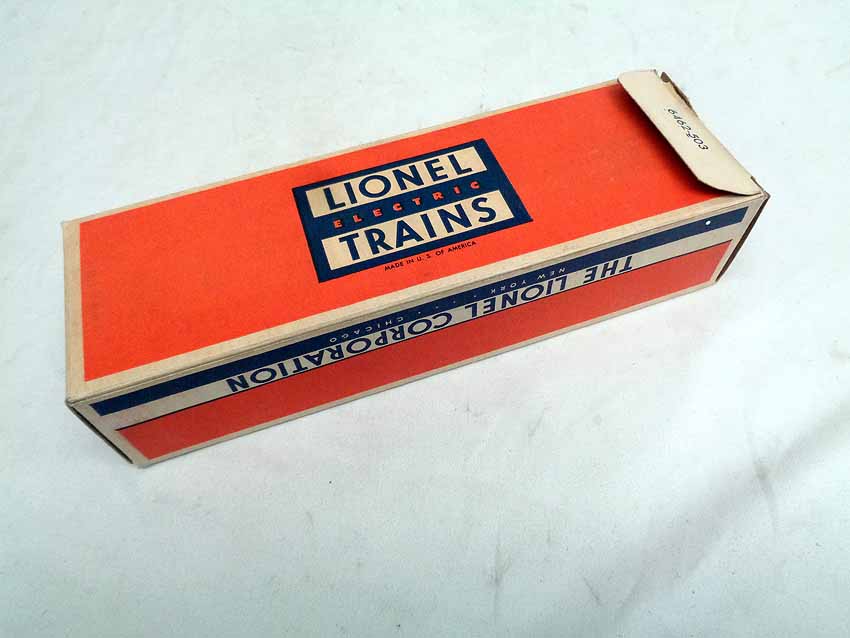 LIONEL
ELECTRIC
TRAINS
MADE IN U. S. OF AMERICA
6462-503
THE LIONEL CORPORATION
NEW YORK . . . . . CHICAGO